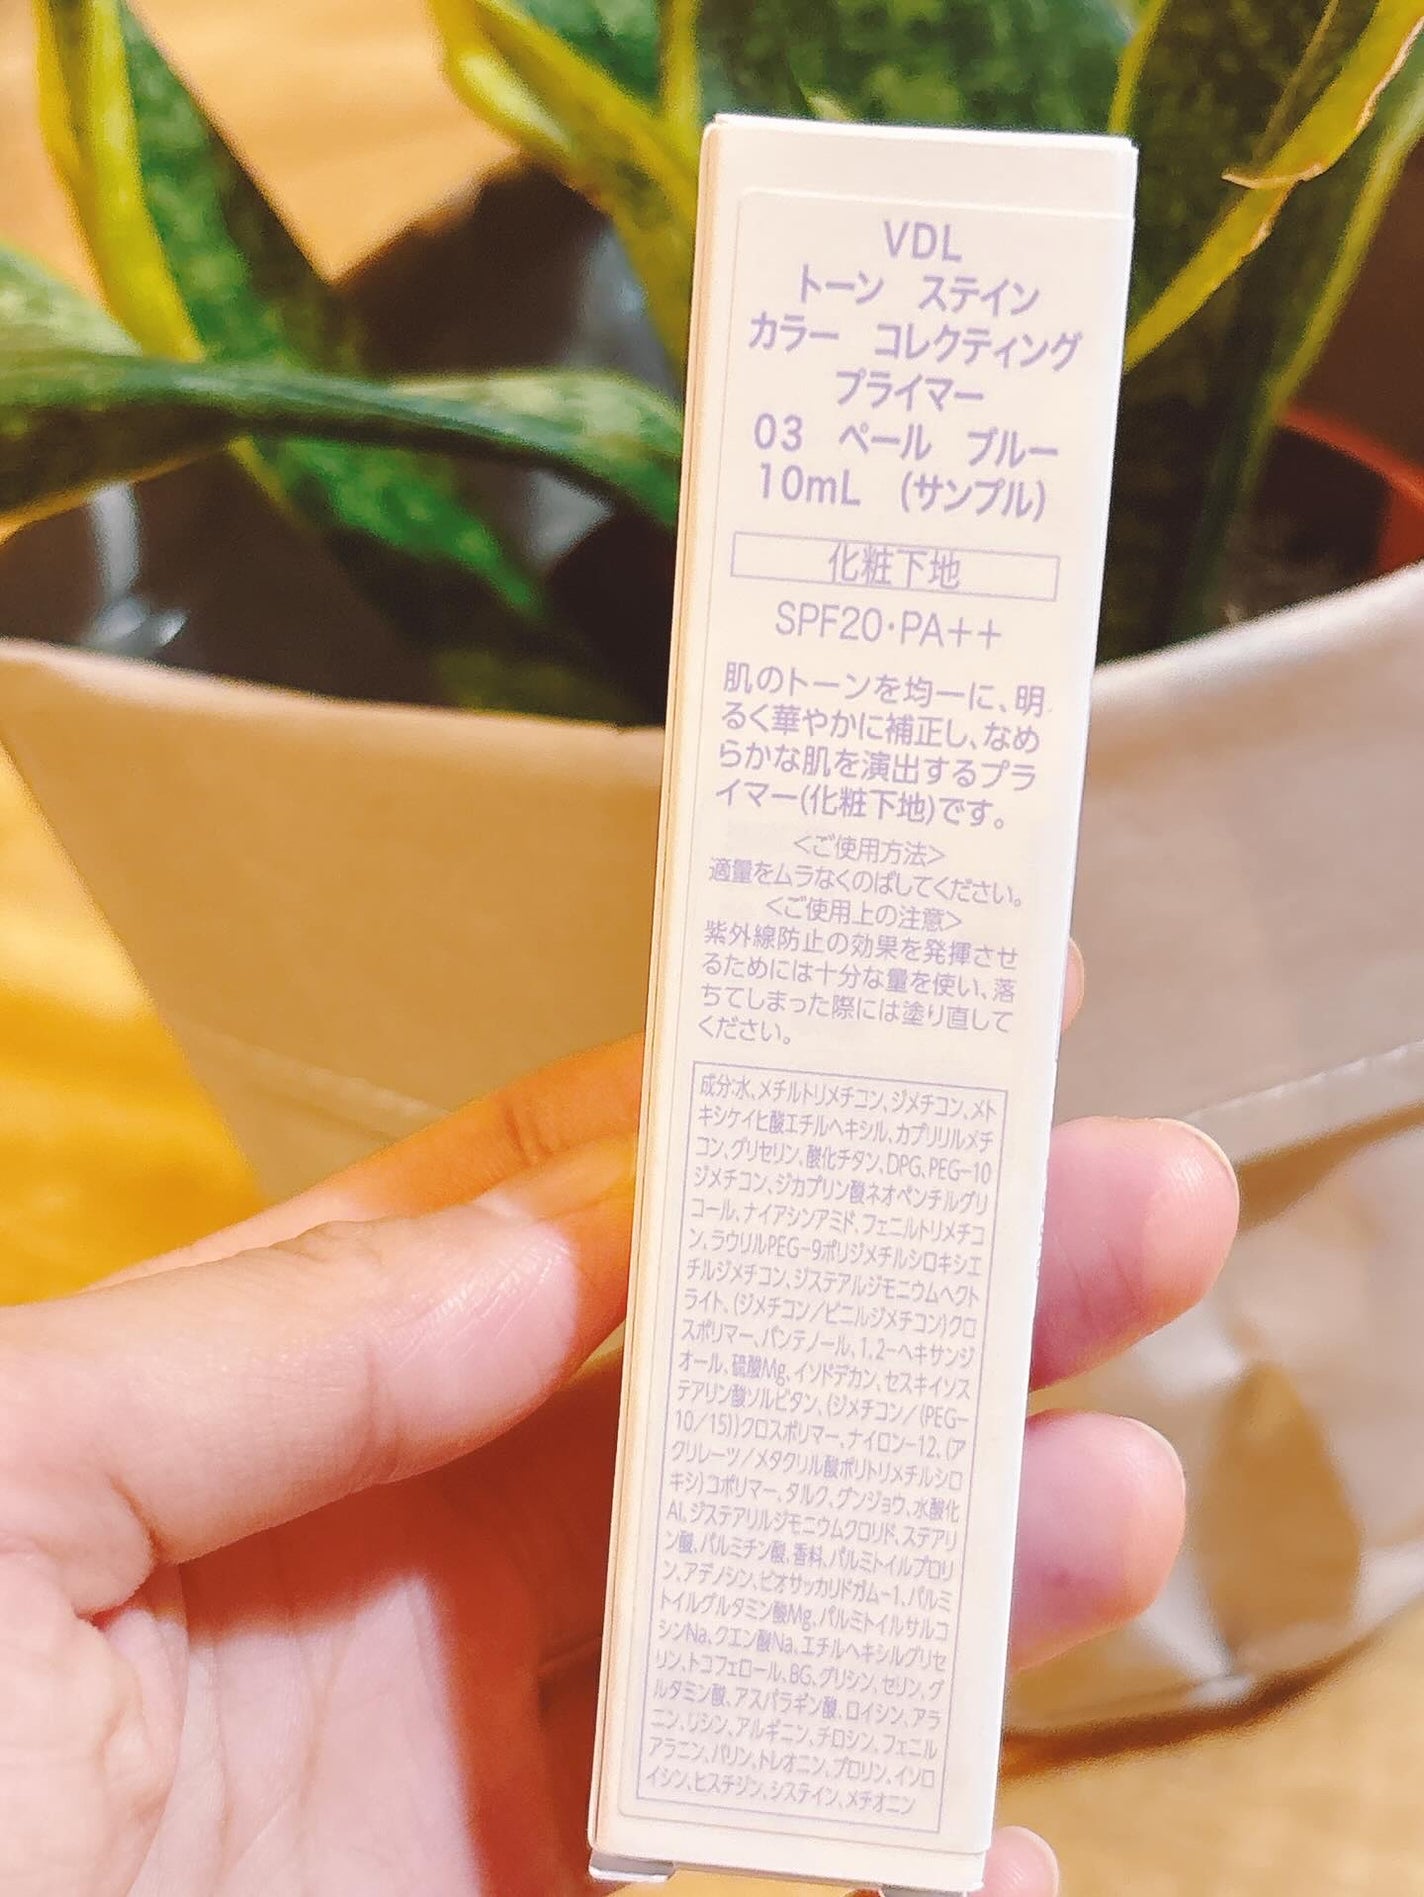 VDL
トーン ステイン
カラー コレクティング
プライマー
03 ペール ブルー
10mL (サンプル)
化粧下地
SPF20・PA++
肌のトーンを均一に、明
るく華やかに補正し、なめ
らかな肌を演出するプラ
イマー(化粧下地)です。
<ご使用方法>
適量をムラなくのばしてください。
<ご使用上の注意>
紫外線防止の効果を発揮させ
るためには十分な量を使い、落
ちてしまった際には塗り直して
ください。
成分:水、メチルトリメチコン、ジメチコン、メト
キシケイヒ酸エチルヘキシル、カプリリルメチ
コン、グリセリン、酸化チタン、DPG、PEG-10
ジメチコン、ジカプリン酸ネオペンチルグリ
コール、ナイアシンアミド、フェニルトリメチコ
ン、ラウリルPEG-9ポリジメチルシロキシエ
チルジメチコン、ジステアルジモニウムヘクト
ライト、(ジメチコン/ビニルジメチコン)クロ
スポリマー、パンテノール、1,2-ヘキサンジ
オール、硫酸Mg、イソドデカン、セスキイソス
テアリン酸ソルビタン、(ジメチコン/(PEG-
10/15))クロスポリマー、ナイロン-12、(ア
クリレーツ/メタクリル酸ポリトリメチルシロ
キシ)コポリマー、タルク、グンジョウ、水酸化
Al、ジステアリルジモニウムクロリド、ステアリ
ン酸、パルミチン酸、香料、パルミトイルプロリ
ン、アデノシン、ビオサッカリドガム-1、パルミ
トイルグルタミン酸Mg、パルミトイルサルコ
シンNa、クエン酸Na、エチルヘキシルグリセ
リン、トコフェロール、BG、グリシン、セリン、グ
ルタミン酸、アスパラギン酸、ロイシン、アラ
ニン、リシン、アルギニン、チロシン、フェニル
アラニン、バリン、トレオニン、プロリン、イソロ
イシン、ヒスチジン、システイン、メチオニン